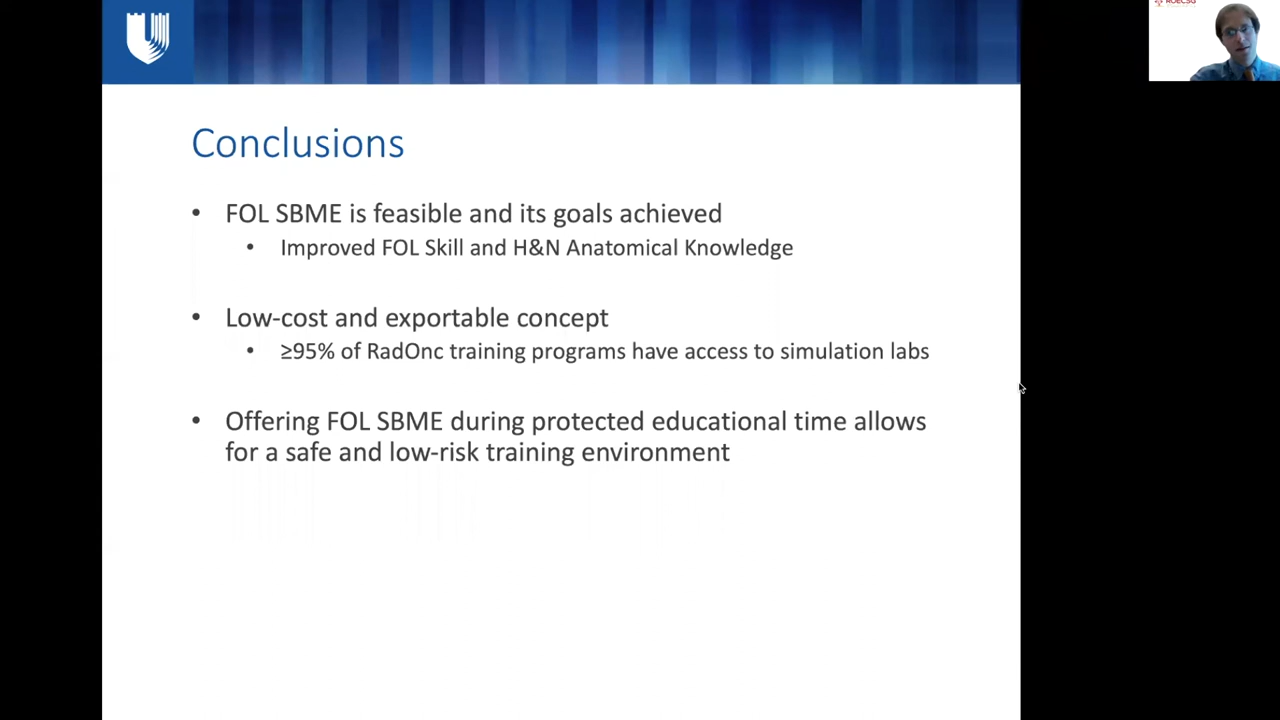 ROECSG
Conclusions
• FOL SBME is feasible and its goals achieved
• Improved FOL Skill and H&N Anatomical Knowledge
• Low-cost and exportable concept
• ≥95% of RadOnc training programs have access to simulation labs
• Offering FOL SBME during protected educational time allows
for a safe and low-risk training environment